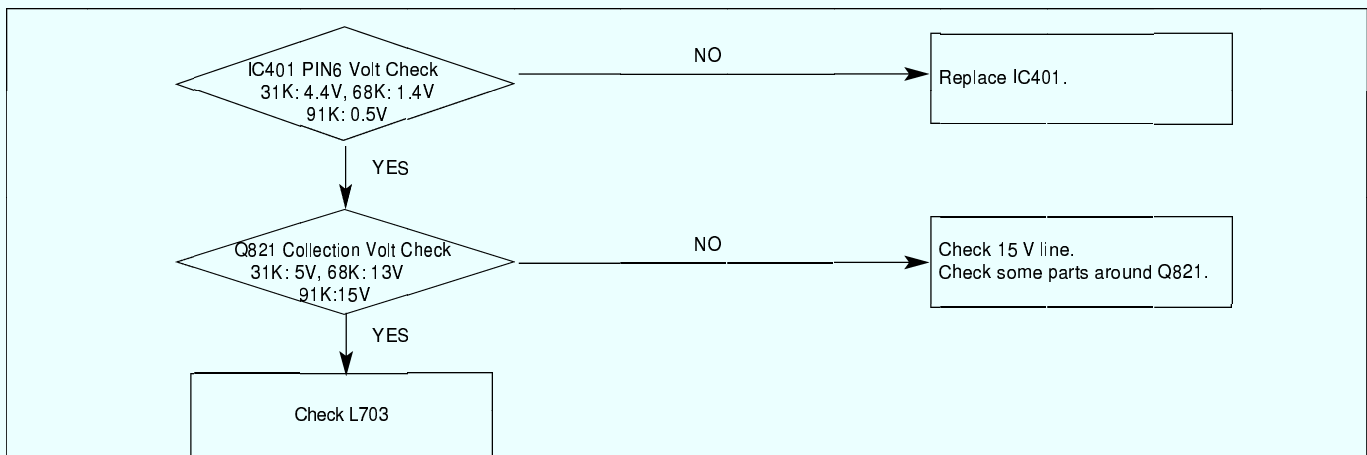 IC401 PIN6 Volt Check
31K: 4.4V, 68K: 1.4V
91K: 0.5V
NO
Replace IC401.
YES
Q821 Collection Volt Check
31K: 5V, 68K: 13V
91K:15V
NO
Check 15 V line.
Check some parts around Q821.
YES
Check L703